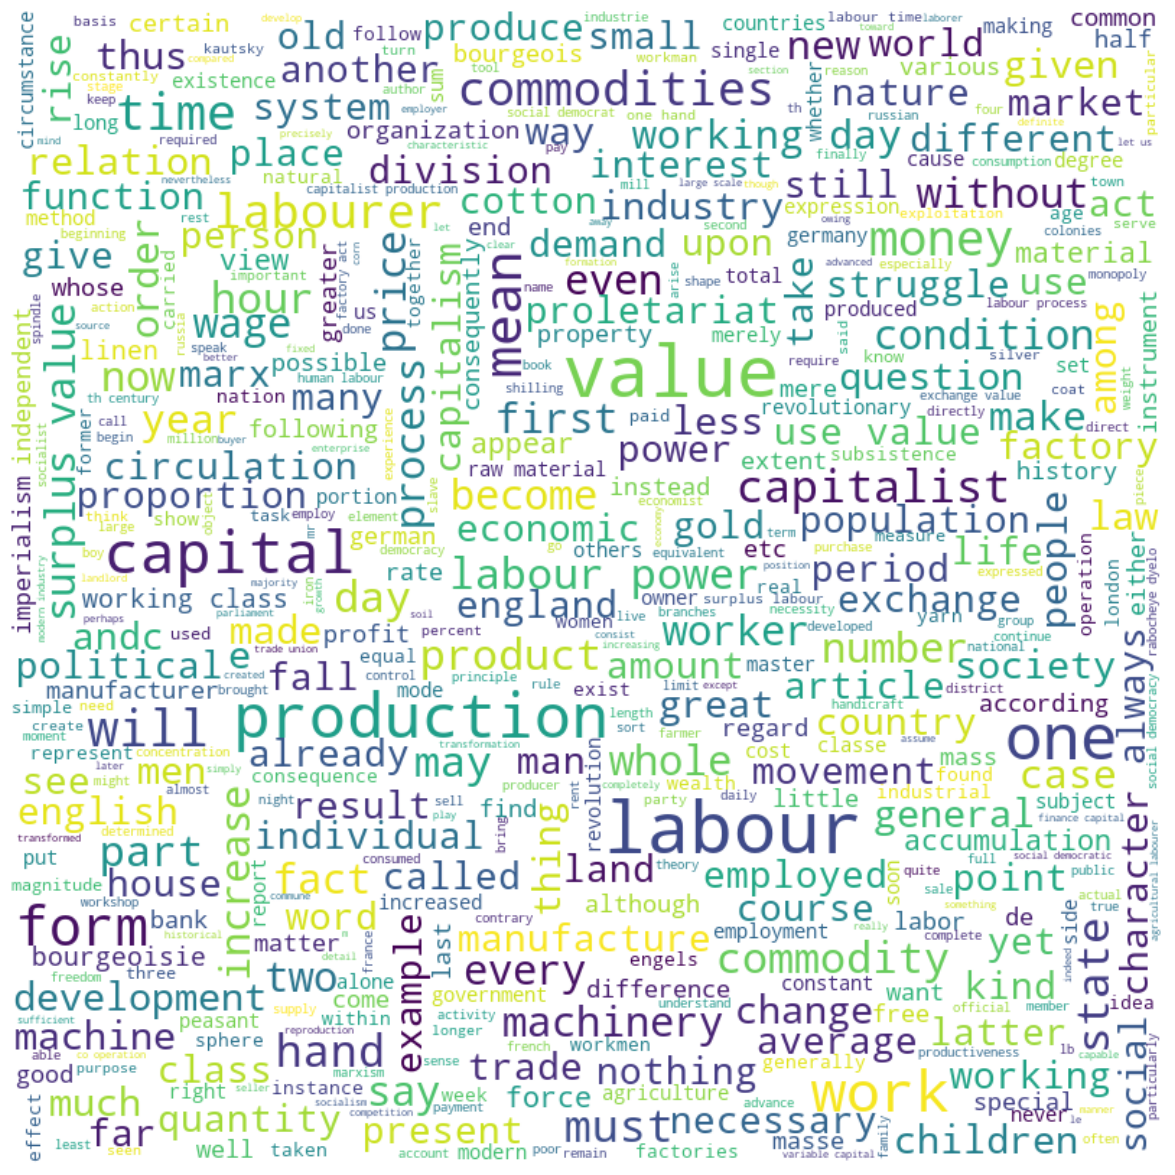 certain
basis
develop
compared
kautsky
constantly
stage
existence
old
follow
turn
author
produce
industrie
tool
bourgeois
workman
small
countries
labour time
laborer
single
toward
section
reason
new
world
various
four
making
common
half
definite
particular
circumstance
rise
thus
another
commodities
given
mind
keep
long
required
time
system
precisely
employer
characteristic
social democrat
one hand
th
nature
russian
market
whether
let us
organization
way
pay
working day
finally
different
relation
nevertheless
place
natural
division
interest
mill
large scale
though
still
cause
consumption
degree
town
without
function
rest
capitalist production
labourer
let
cotton
away
industry
second
owing
expression
exploitation
age
act
serve
method
beginning
person
order
carried
factory act
corn
price
clear
end
demand
upon
germany
colonies
money
material
give
view
important
together
greater
mean
formation
name
even
arise
shape
total
advanced
especially
monopoly
whose
action
source
hour
us
done
capitalism
consequently
take
struggle
use
spindle
russia
speak
better
wage
fixed
proletariat
produced
labour process
among
instrument
linen
possible
human labour
process
property
merely
said
condition
imperialism
independent
surplus value
now
marx
nation
book
shilling
value
require
know
silver
set
weight
mere
question
coat
th century
many
first
paid
less
revolutionary
exchange value
directly
make
direct
former
call
begin
year
million
buyer
following
experience
appear
power
use value
factory
socialist
circulation
enterprise
slave
raw material
extent
subsistence
history
piece
proportion
portion
task
employ
become
instead
economist
capitalist
people
law
think
large
show
object
mr
element
german
democracy
economic
economy
go
gold
term
population
measure
purchase
modern industry
boy
capital
iron
growth
others
equivalent
etc
position
period
expressed
life
operation
london
either
landlord
majority
rate
labour power
real
exchange
rabocheye dyelo
working class
parliament
day
soil
england
live
owner
surplus labour
necessity
perhaps
women
branches
developed
yarn
group
continue
andc
used
made
profit
percent
consist
increasing
worker
number
national
political
e
trade union
created
fall
equal
control
principle
product
amount
master
society
always
manufacturer
brought
mode
rule
exist
limit
except
article
district
according
simple
need
create
moment
will
production
length
sort
great
farmer
handicraft
country
one
social democracy
represent
concentration
later
simply
already
transformation
may
man
whole
regard
cost
classe
assume
mass
see
might
men
almost
consequence
producer
completely
wealth
movement
found
case
english
night
result
sell
play
find
rent
revolution
party
daily
little
industrial
general
subject
finance capital
transformed
determined
increase
individual
bring
thing
labour
accumulation
put
part
consumed
land
theory
full
social democratic
public
character
agricultural labourer
magnitude
workshop
house
report
fact
called
employed
soon
quite
sale
point
actual
form
commune
bank
word
increased
contrary
although
course
something
true
historical
matter
m
de
bourgeoisie
detail
france
example
last
manufacture
employment
really
labor
complete
yet
side
indeed
freedom
three
two
alone
every
engels
commodity
state
development
come
government
difference
constant
want
kind
official
member
idea
sufficient
peasant
supply
within
activity
understand
change
free
machine
sphere
reproduction
longer
machinery
average
latter
able
co operation
hand
french
workmen
generally
productiveness
lb
capable
good
purpose
class
marxism
sense
trade
nothing
social
particularly
effect
right
seller
instance
say
week
force
agriculture
advance
work
working
special
never
manner
much
quantity
socialism
competition
payment
must
necessary
le
far
present
masse
family
children
often
least
seen
well
taken
account
modern
poor
remain
factories
variable capital